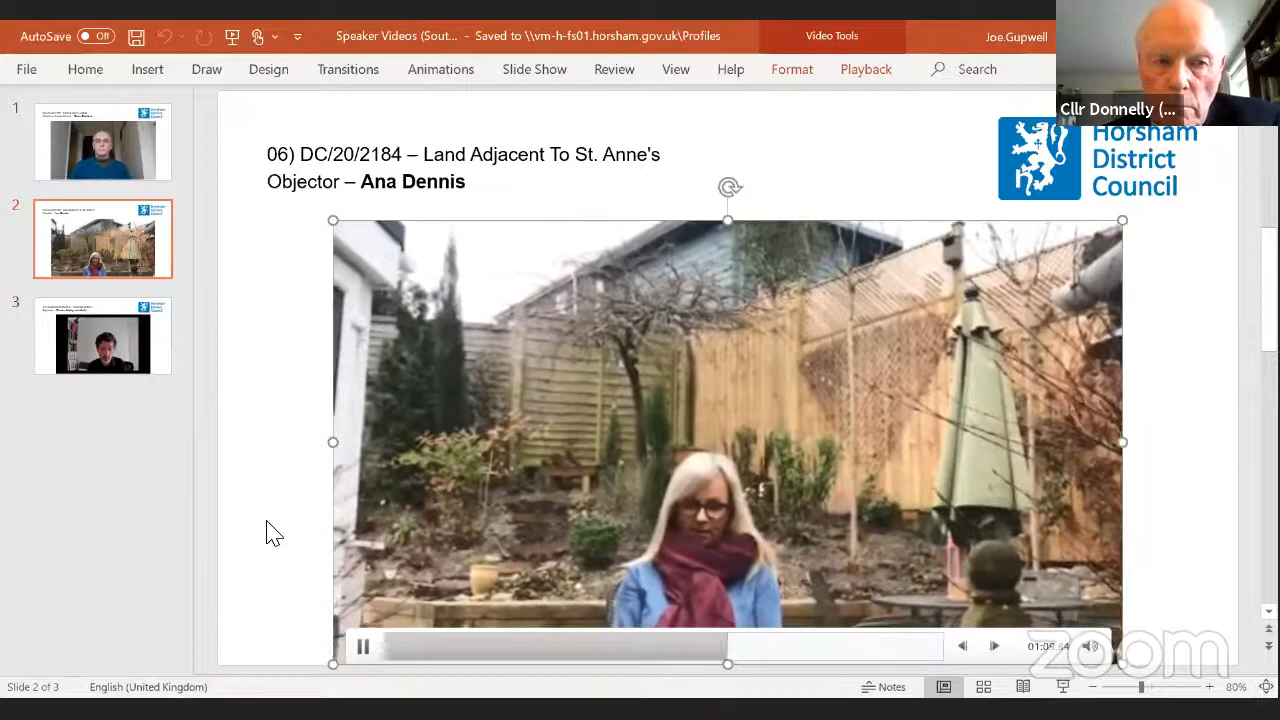 AutoSave Off
Speaker Videos (Sout... - Saved to \\vm-h-fs01.horsham.gov.uk\Profiles
Video Tools
Joe.Gupwell
File Home Insert Draw Design Transitions Animations Slide Show Review View Help Format Playback Search
Cllr Donnelly (...
1
2
3
06) DC/20/2184 – Land Adjacent To St. Anne's
Objector – Ana Dennis
Horsham
District
Council
zoom
Slide 2 of 3 English (United Kingdom) Notes 80%